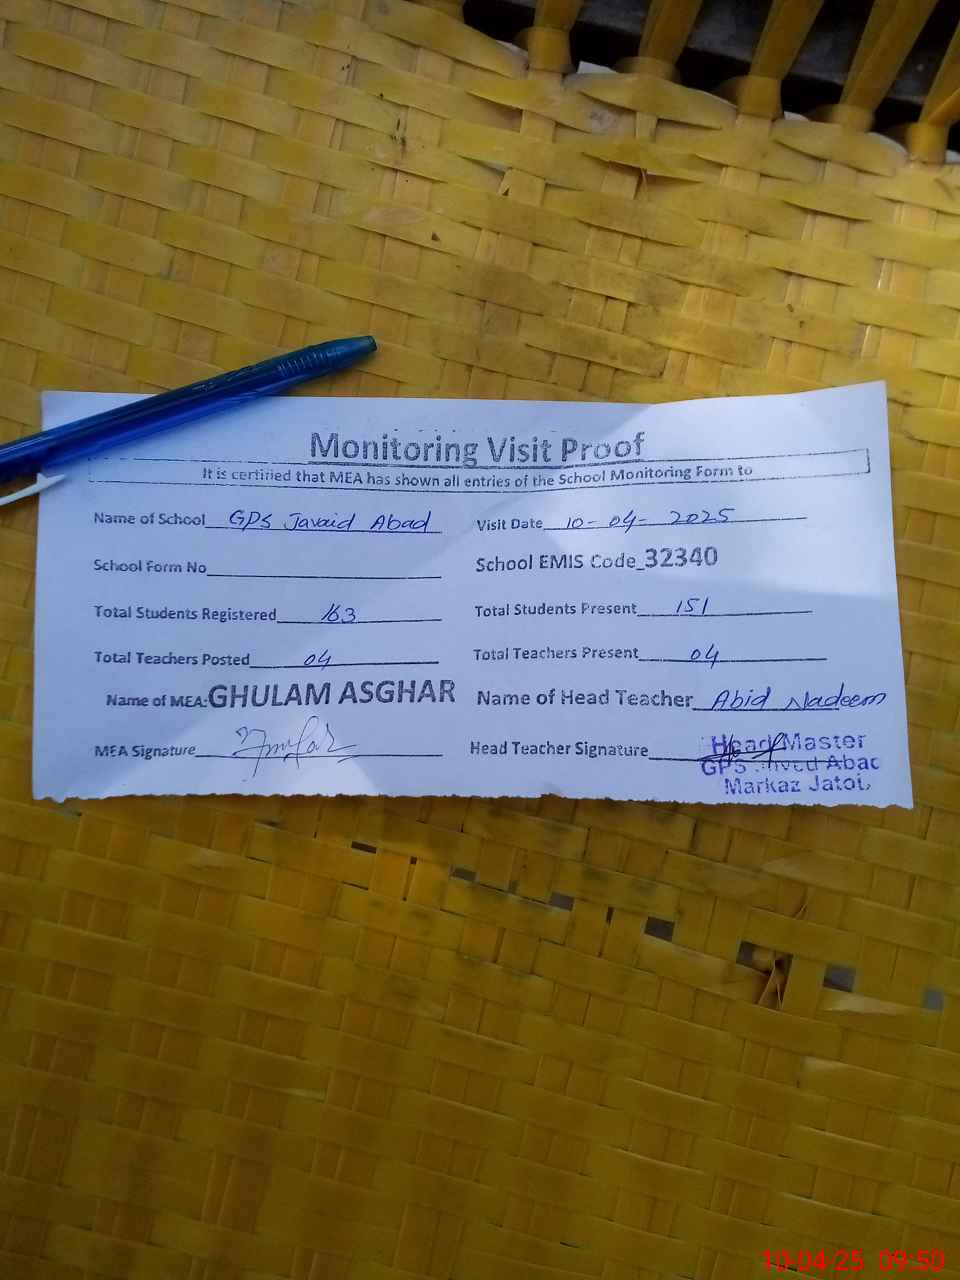 Monitoring Visit Proof
It is certified that MEA has shown all entries of the School Monitoring Form to
Name of School GPS Javaid Abad Visit Date 10-04-2025
School Form No School EMIS Code 32340
Total Students Registered 163 Total Students Present 151
Total Teachers Posted 04 Total Teachers Present 04
Name of MEA: GHULAM ASGHAR Name of Head Teacher Abid Nadeem
MEA Signature Head Teacher Signature
Head Master
GPS Abad
Markaz Jatoi
10-04-25 09:50